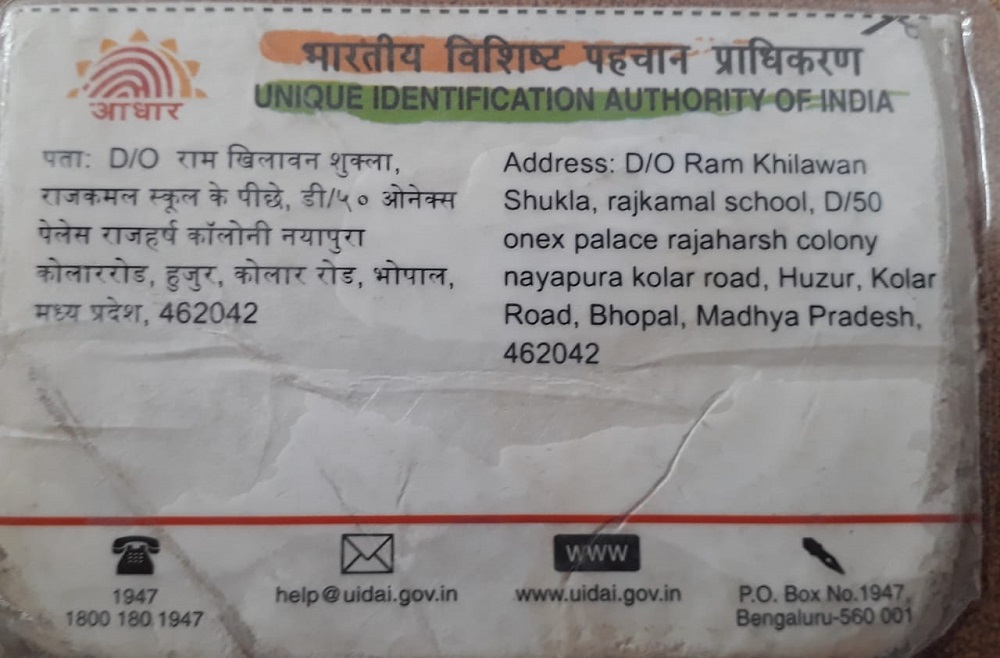 भारतीय विशिष्ट पहचान प्राधिकरण
आधार
UNIQUE IDENTIFICATION AUTHORITY OF INDIA
पता: D/O राम खिलावन शुक्ला,
राजकमल स्कूल के पीछे, डी/५० ओनेक्स
पेलेस राजहर्ष कॉलोनी नयापुरा
कोलाररोड, हुजुर, कोलार रोड, भोपाल,
मध्य प्रदेश, 462042
Address: D/O Ram Khilawan
Shukla, rajkamal school, D/50
onex palace rajaharsh colony
nayapura kolar road, Huzur, Kolar
Road, Bhopal, Madhya Pradesh,
462042
1947
1800 180 1947
help@uidai.gov.in
www
www.uidai.gov.in
P.O. Box No.1947,
Bengaluru-560 001